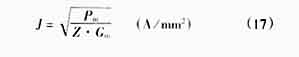 J = √(P_m / (Z · G_m)) (A/mm²) (17)